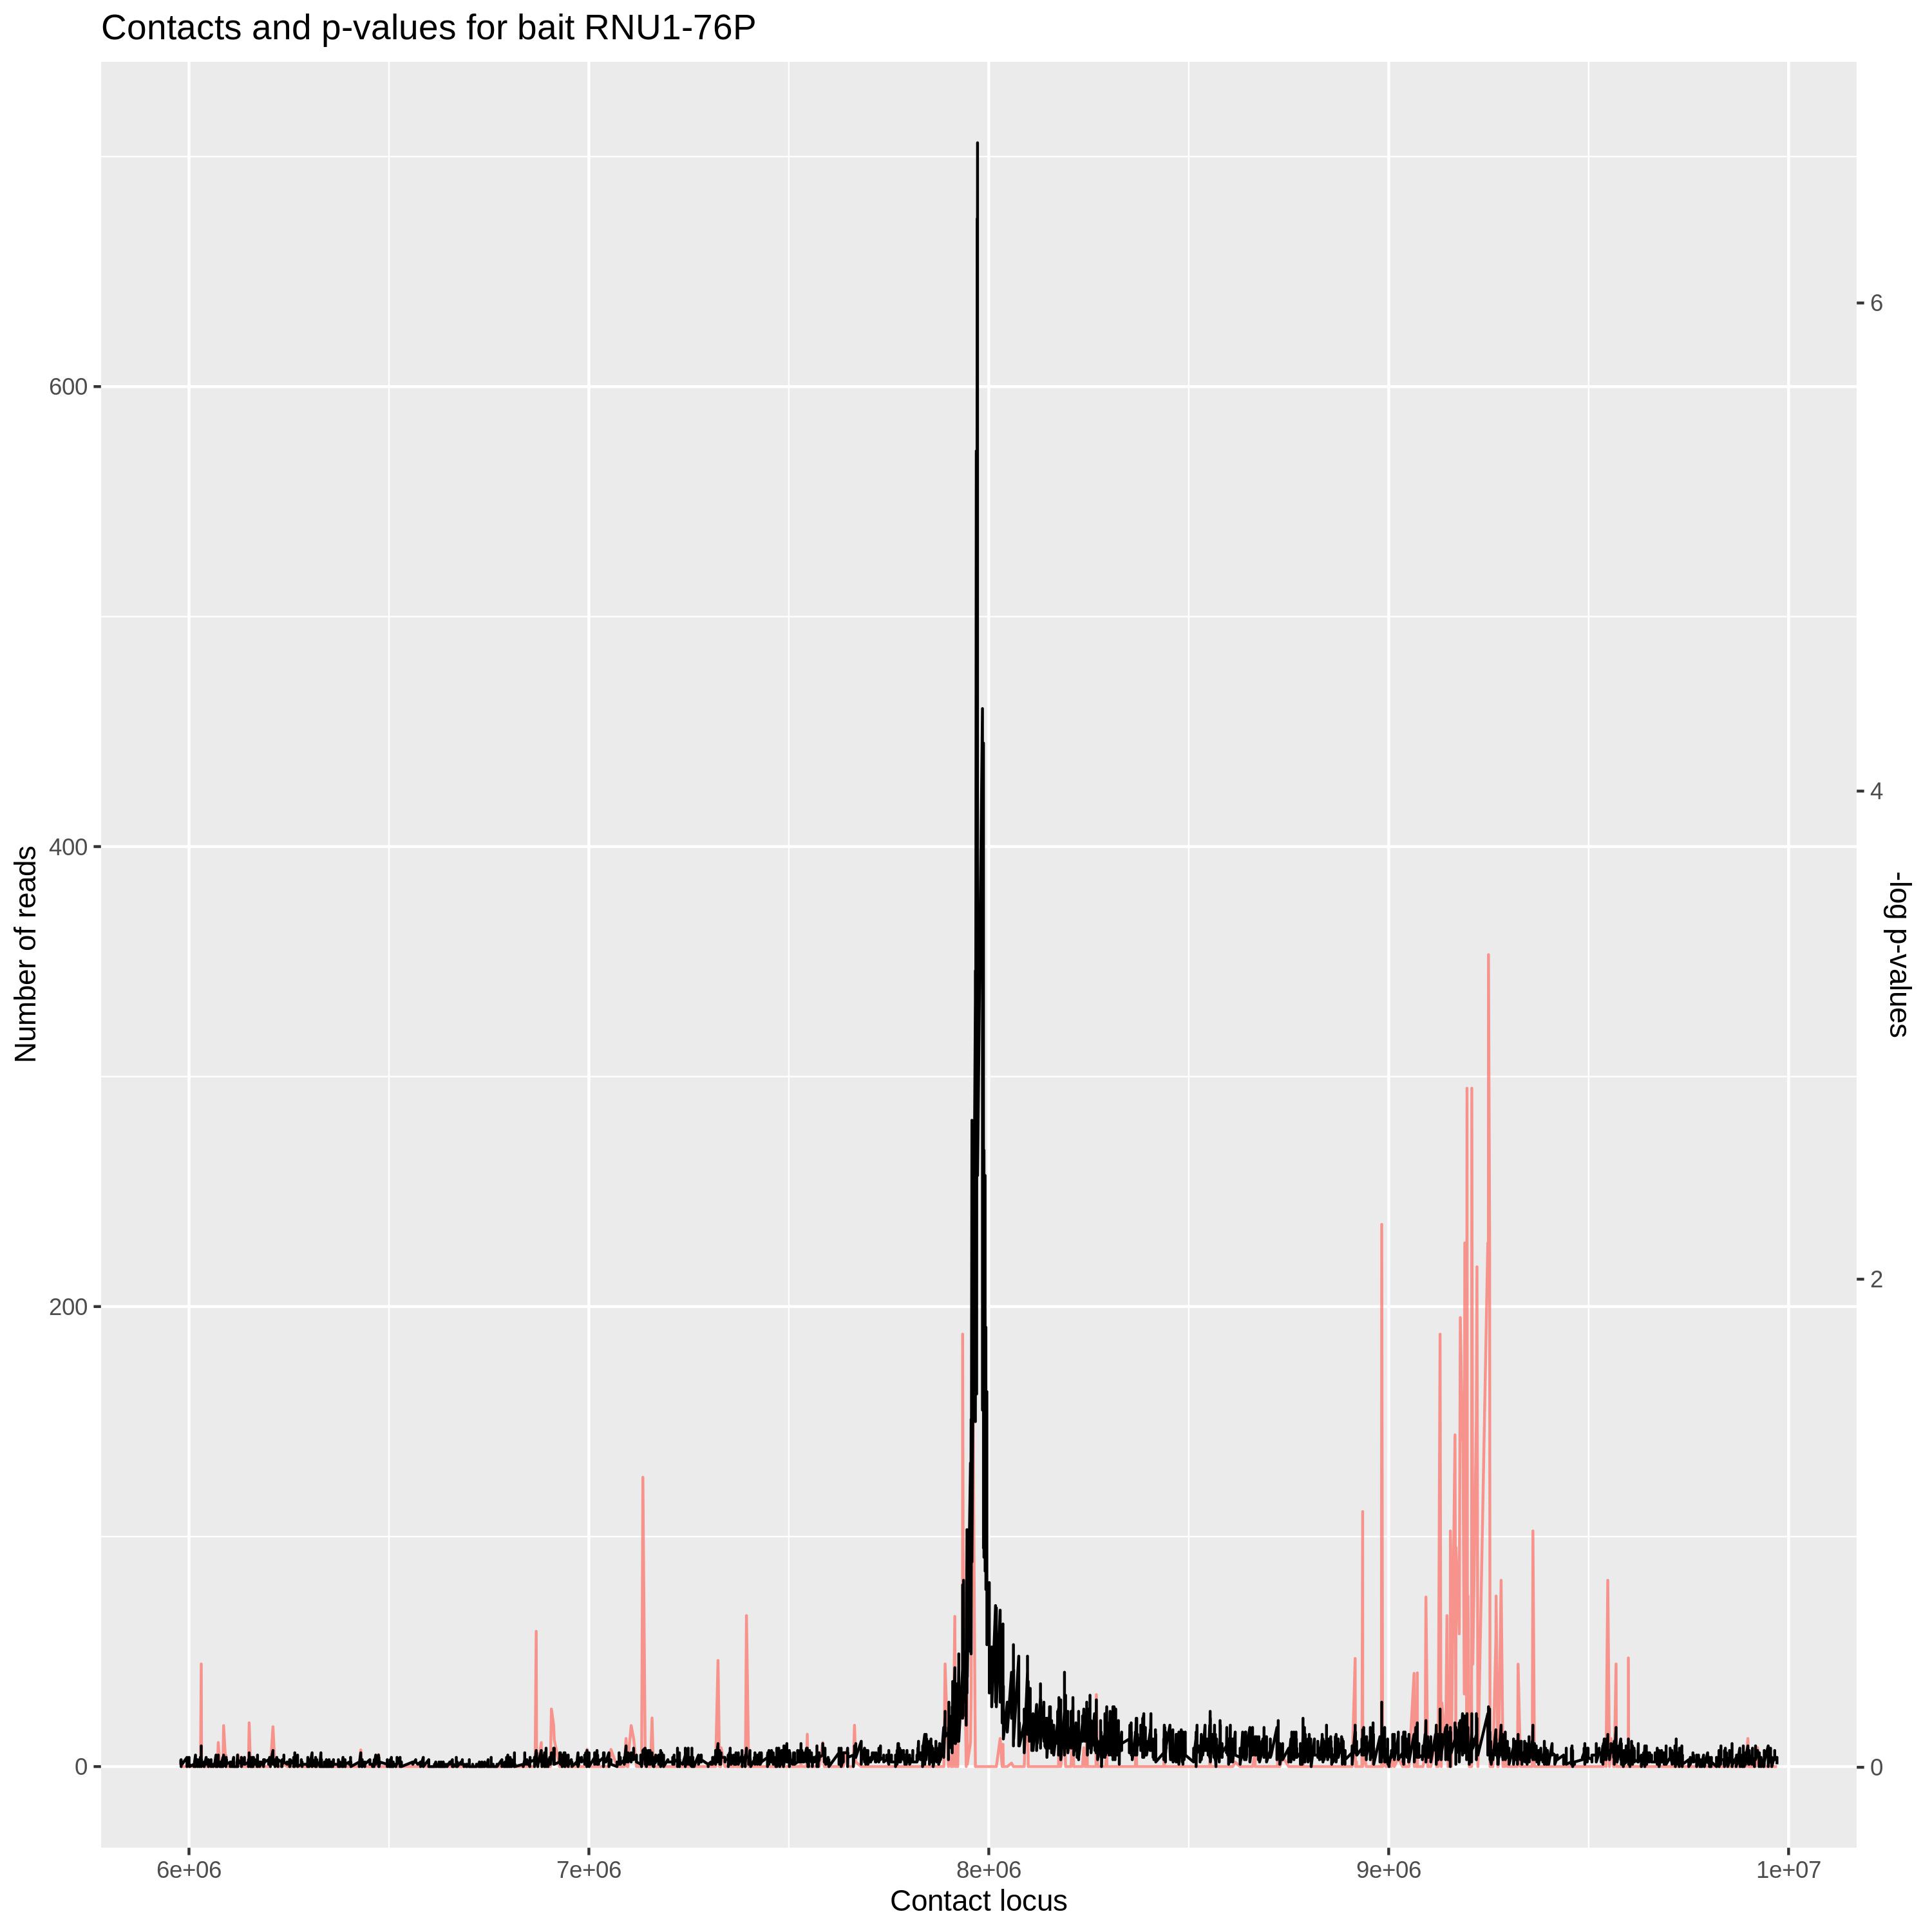 Contacts and p-values for bait RNU1-76P
Number of reads
600
400
200
0
6
4
2
0
-log p-values
6e+06
7e+06
8e+06
9e+06
1e+07
Contact locus